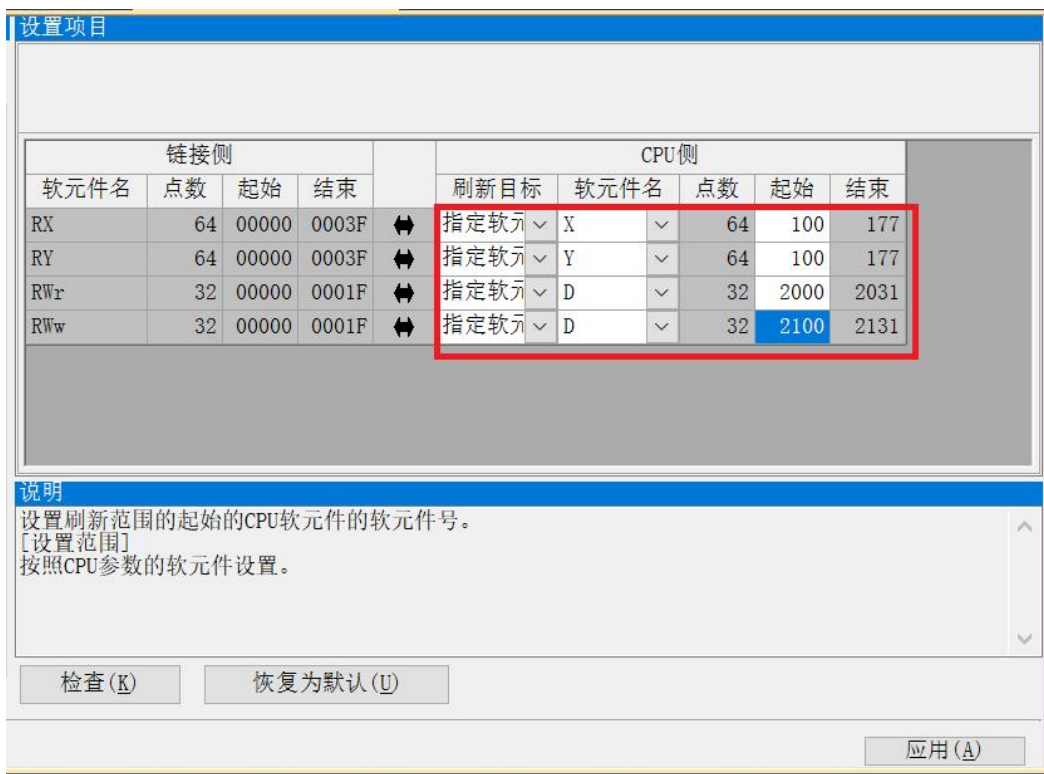 设置项目
链接侧 CPU侧
软元件名 点数 起始 结束 刷新目标 软元件名 点数 起始 结束
RX 64 00000 0003F 指定软元 X 64 100 177
RY 64 00000 0003F 指定软元 Y 64 100 177
RWr 32 00000 0001F 指定软元 D 32 2000 2031
RWw 32 00000 0001F 指定软元 D 32 2100 2131
说明
设置刷新范围的起始的CPU软元件的软元件号。
[设置范围]
按照CPU参数的软元件设置。
检查(K) 恢复为默认(U)
应用(A)